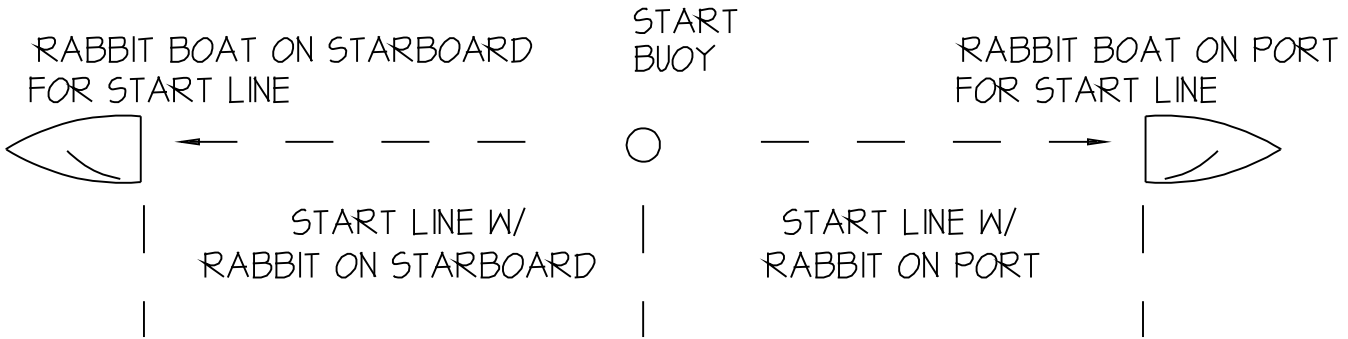 START
BUOY
RABBIT BOAT ON STARBOARD
FOR START LINE
RABBIT BOAT ON PORT
FOR START LINE
START LINE W/
RABBIT ON STARBOARD
START LINE W/
RABBIT ON PORT